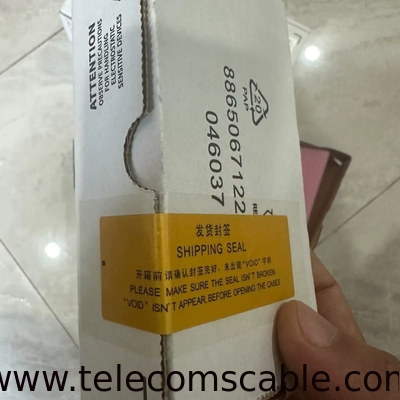 ATTENTION
OBSERVE PRECAUTIONS
FOR HANDLING
ELECTROSTATIC
SENSITIVE DEVICES
20
PAP
8865067122
046037
RE
发货封签
SHIPPING SEAL
开箱前请确认封签完好，未出现"VOID"字样
PLEASE MAKE SURE THE SEAL ISN'T BROKEN,
"VOID" ISN'T APPEAR, BEFORE OPENING THE CASES
www.telecomscable.com